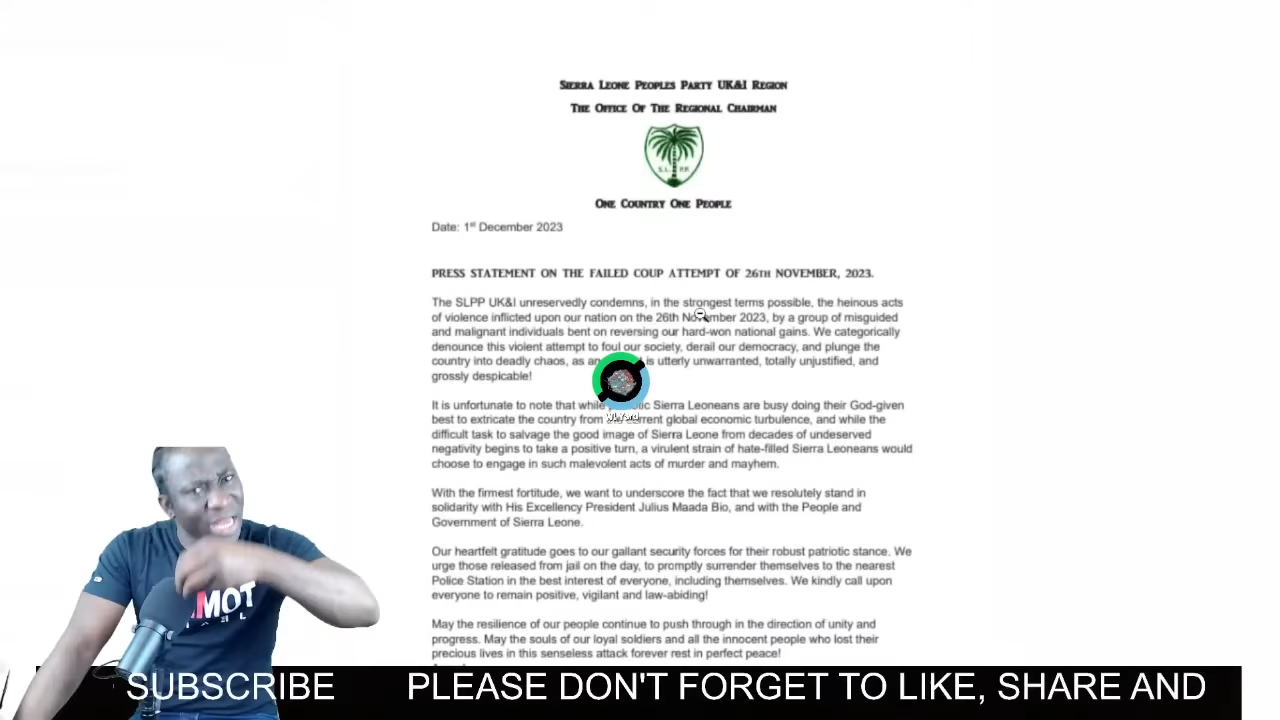 SIERRA LEONE PEOPLES PARTY UK&I REGION
THE OFFICE OF THE REGIONAL CHAIRMAN
S.L.P.P.
ONE COUNTRY ONE PEOPLE
Date: 1st December 2023
PRESS STATEMENT ON THE FAILED COUP ATTEMPT OF 26TH NOVEMBER, 2023.
The SLPP UK&I unreservedly condemns, in the strongest terms possible, the heinous acts
of violence inflicted upon our nation on the 26th November 2023, by a group of misguided
and malignant individuals bent on reversing our hard-won national gains. We categorically
denounce this violent attempt to foul our society, derail our democracy, and plunge the
country into deadly chaos, as is utterly unwarranted, totally unjustified, and
grossly despicable!
It is unfortunate to note that while Sierra Leoneans are busy doing their God-given
best to extricate the country from global economic turbulence, and while the
difficult task to salvage the good image of Sierra Leone from decades of undeserved
negativity begins to take a positive turn, a virulent strain of hate-filled Sierra Leoneans would
choose to engage in such malevolent acts of murder and mayhem.
With the firmest fortitude, we want to underscore the fact that we resolutely stand in
solidarity with His Excellency President Julius Maada Bio, and with the People and
Government of Sierra Leone.
Our heartfelt gratitude goes to our gallant security forces for their robust patriotic stance. We
urge those released from jail on the day, to promptly surrender themselves to the nearest
Police Station in the best interest of everyone, including themselves. We kindly call upon
everyone to remain positive, vigilant and law-abiding!
May the resilience of our people continue to push through in the direction of unity and
progress. May the souls of our loyal soldiers and all the innocent people who lost their
precious lives in this senseless attack forever rest in perfect peace!
MOT
SUBSCRIBE PLEASE DON'T FORGET TO LIKE, SHARE AND